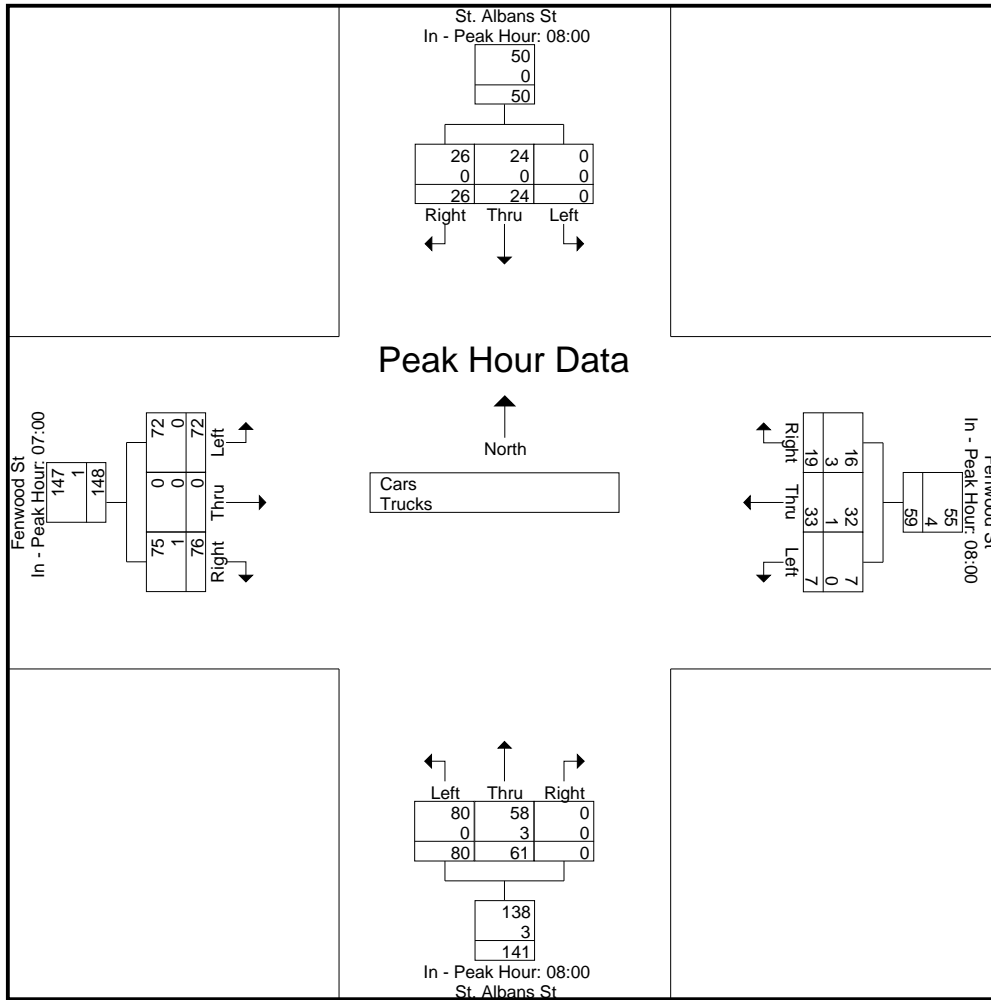 St. Albans St
In - Peak Hour: 08:00
50
0
50
26 24 0
0 0 0
26 24 0
Right Thru Left
Peak Hour Data
North
Cars
Trucks
Fenwood St
In - Peak Hour: 07:00
147
1
148
72 0 72
0 0 0
75 1 76
Left
Thru
Right
Right
Thru
Left
16 3 19
32 1 33
7 0 7
55
4
59
In - Peak Hour: 08:00
Fenwood St
Left Thru Right
80 58 0
0 3 0
80 61 0
138
3
141
In - Peak Hour: 08:00
St. Albans St